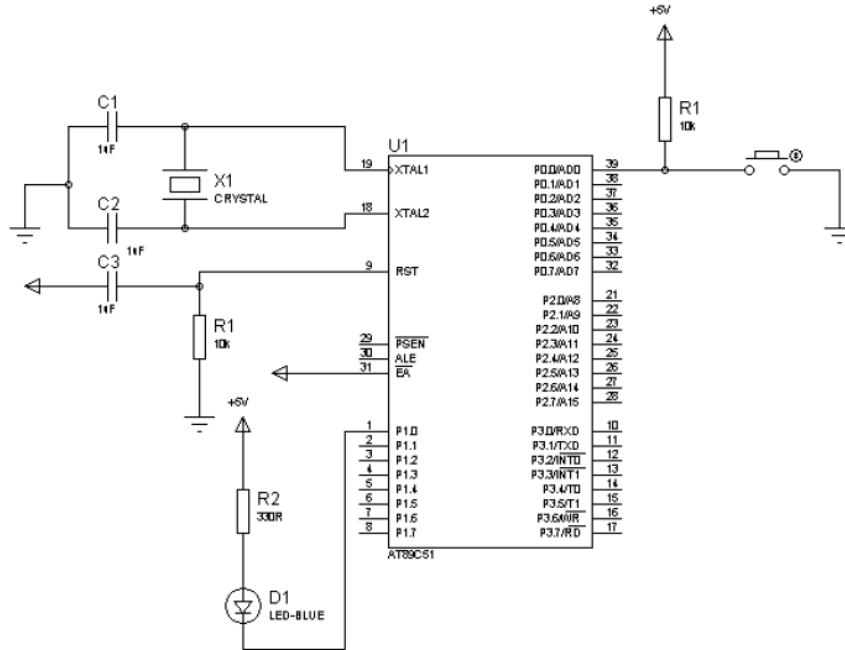 +5V
C1
R1
10k
U1
19 XTAL1 P0.0/AD0 39
P0.1/AD1 38
X1
P0.2/AD2 37
CRYSTAL
18 XTAL2 P0.3/AD3 36
P0.4/AD4 35
C2
P0.5/AD5 34
P0.6/AD6 33
C3
9 RST P0.7/AD7 32
P2.0/A8 21
P2.1/A9 22
R1
10k
P2.2/A10 23
29 PSEN P2.3/A11 24
30 ALE P2.4/A12 25
31 EA P2.5/A13 26
P2.6/A14 27
P2.7/A15 28
+5V
1 P1.0 P3.0/RXD 10
2 P1.1 P3.1/TXD 11
3 P1.2 P3.2/INT0 12
4 P1.3 P3.3/INT1 13
5 P1.4 P3.4/T0 14
6 P1.5 P3.5/T1 15
7 P1.6 P3.6/WR 16
8 P1.7 P3.7/RD 17
R2
330R
AT89C51
D1
LED-BLUE